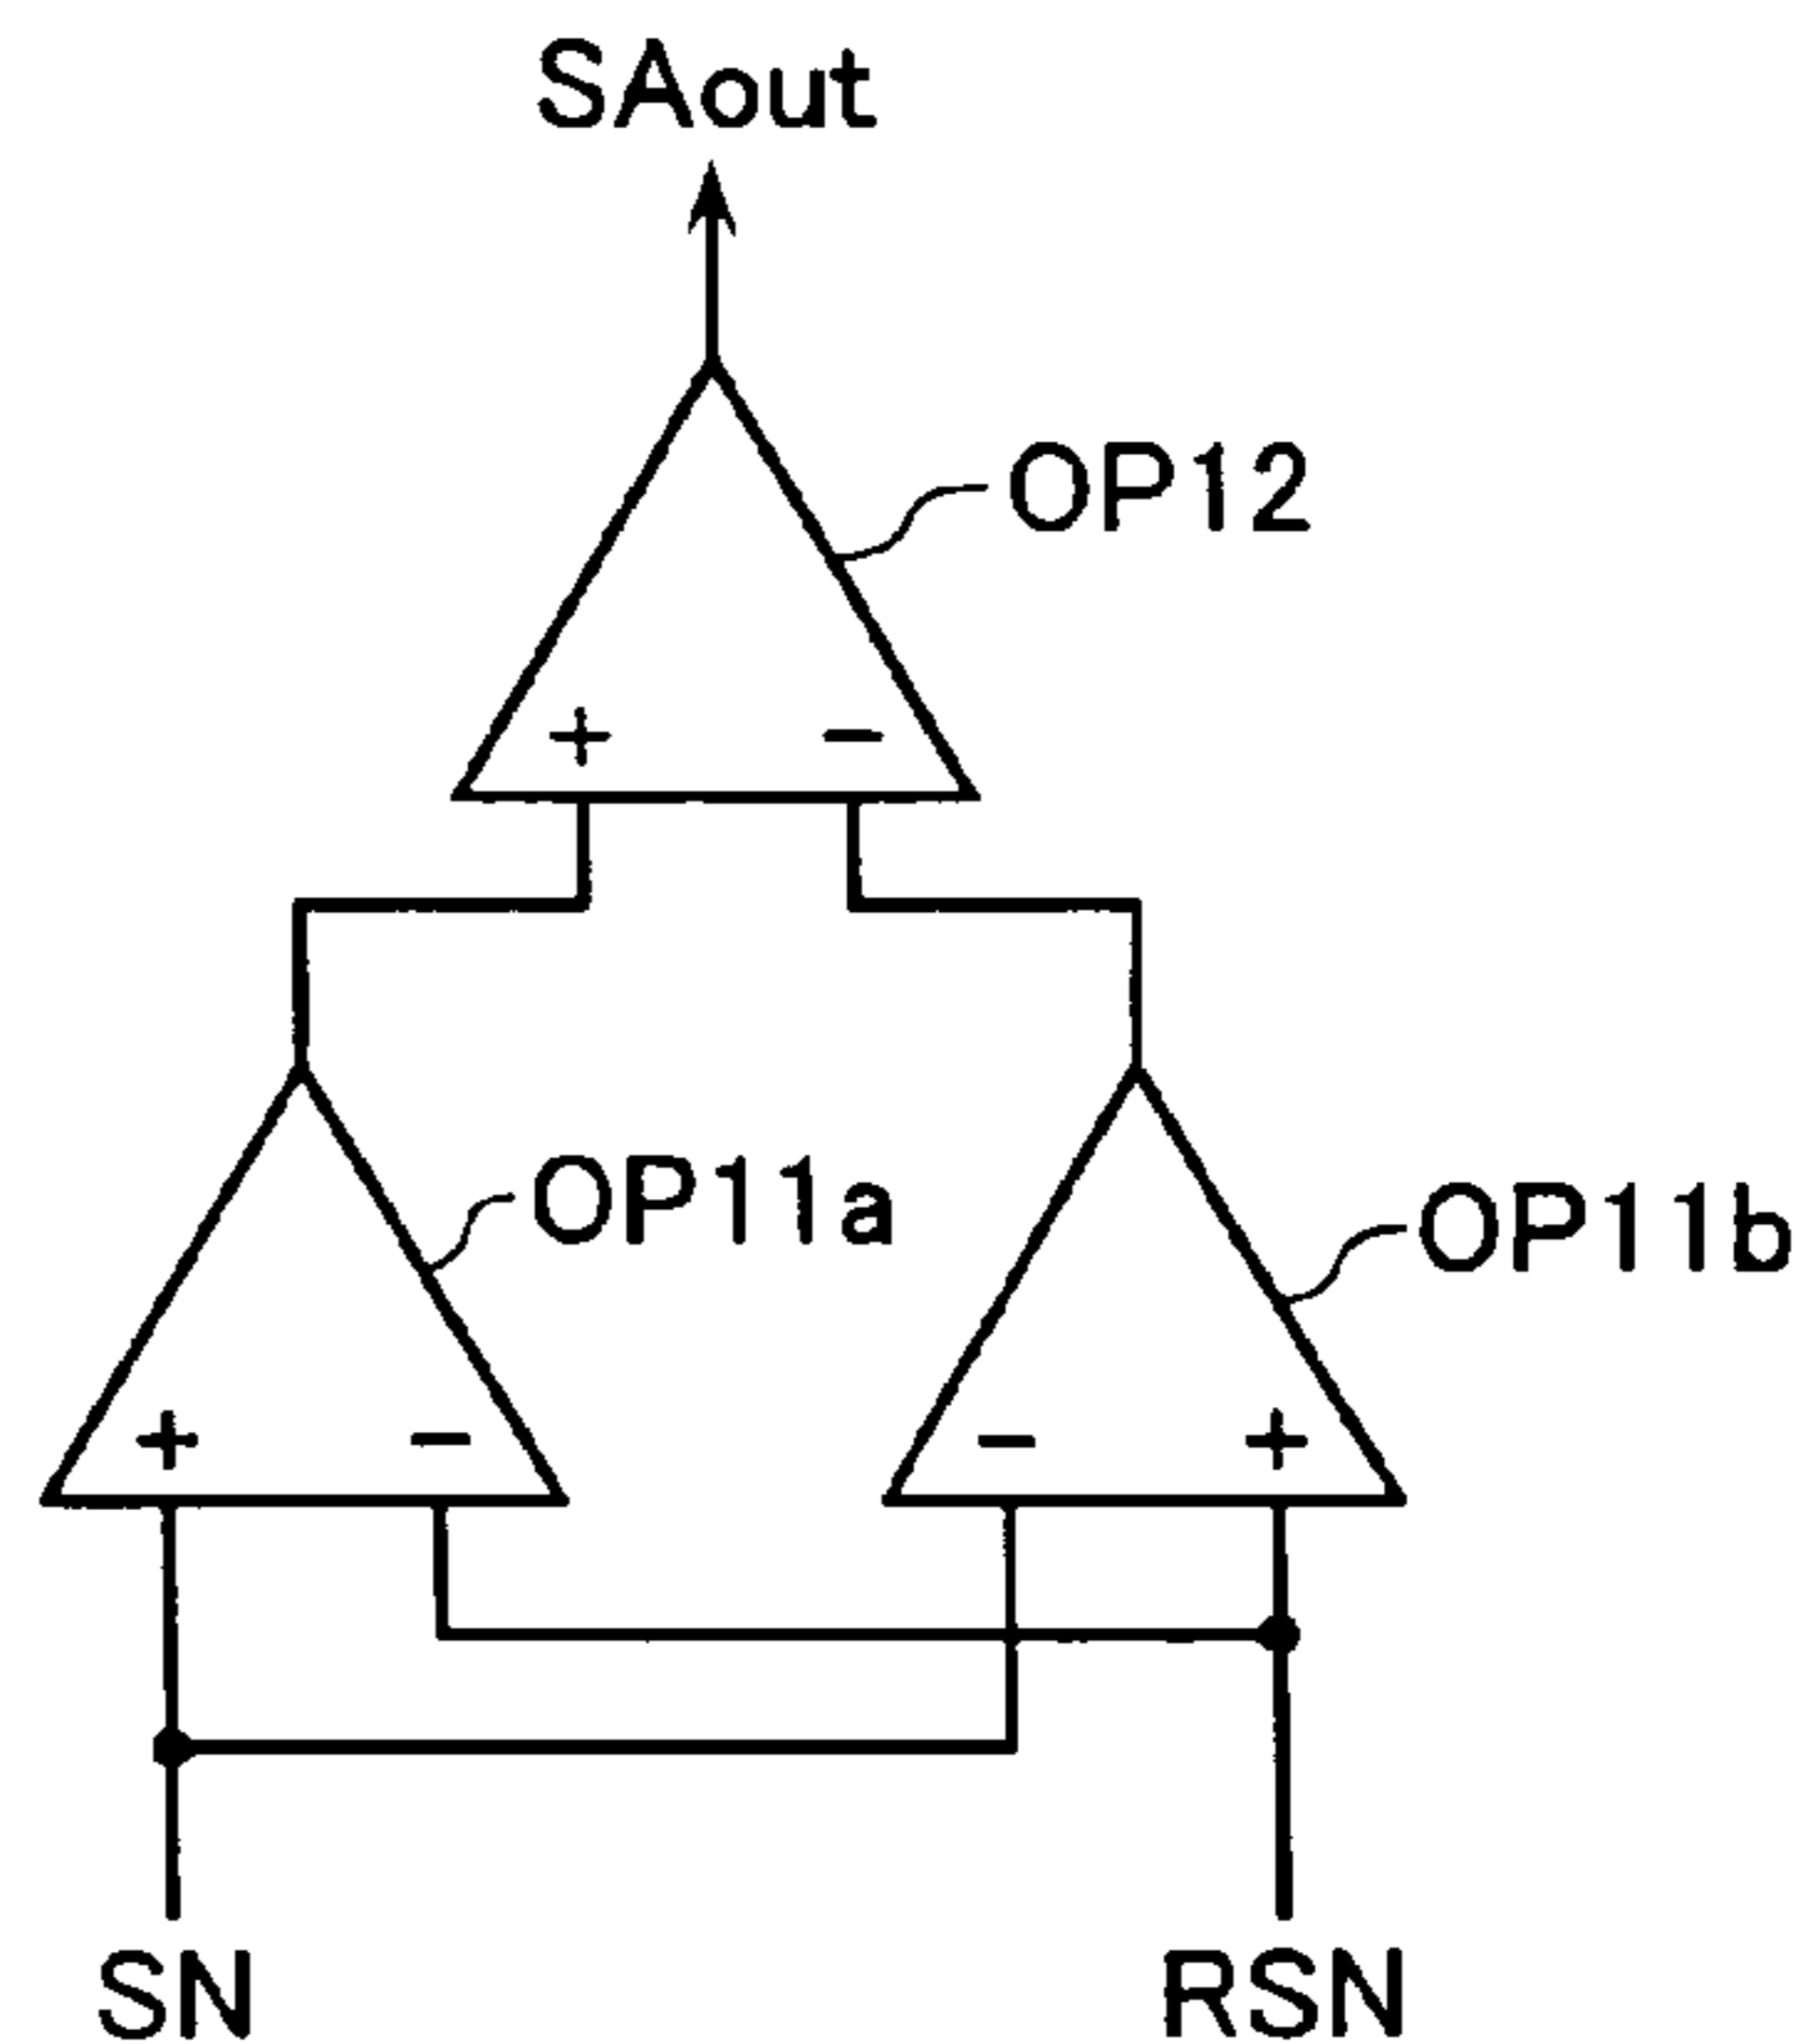 SAout
OP12
+ −
OP11a
OP11b
+ −
− +
SN
RSN